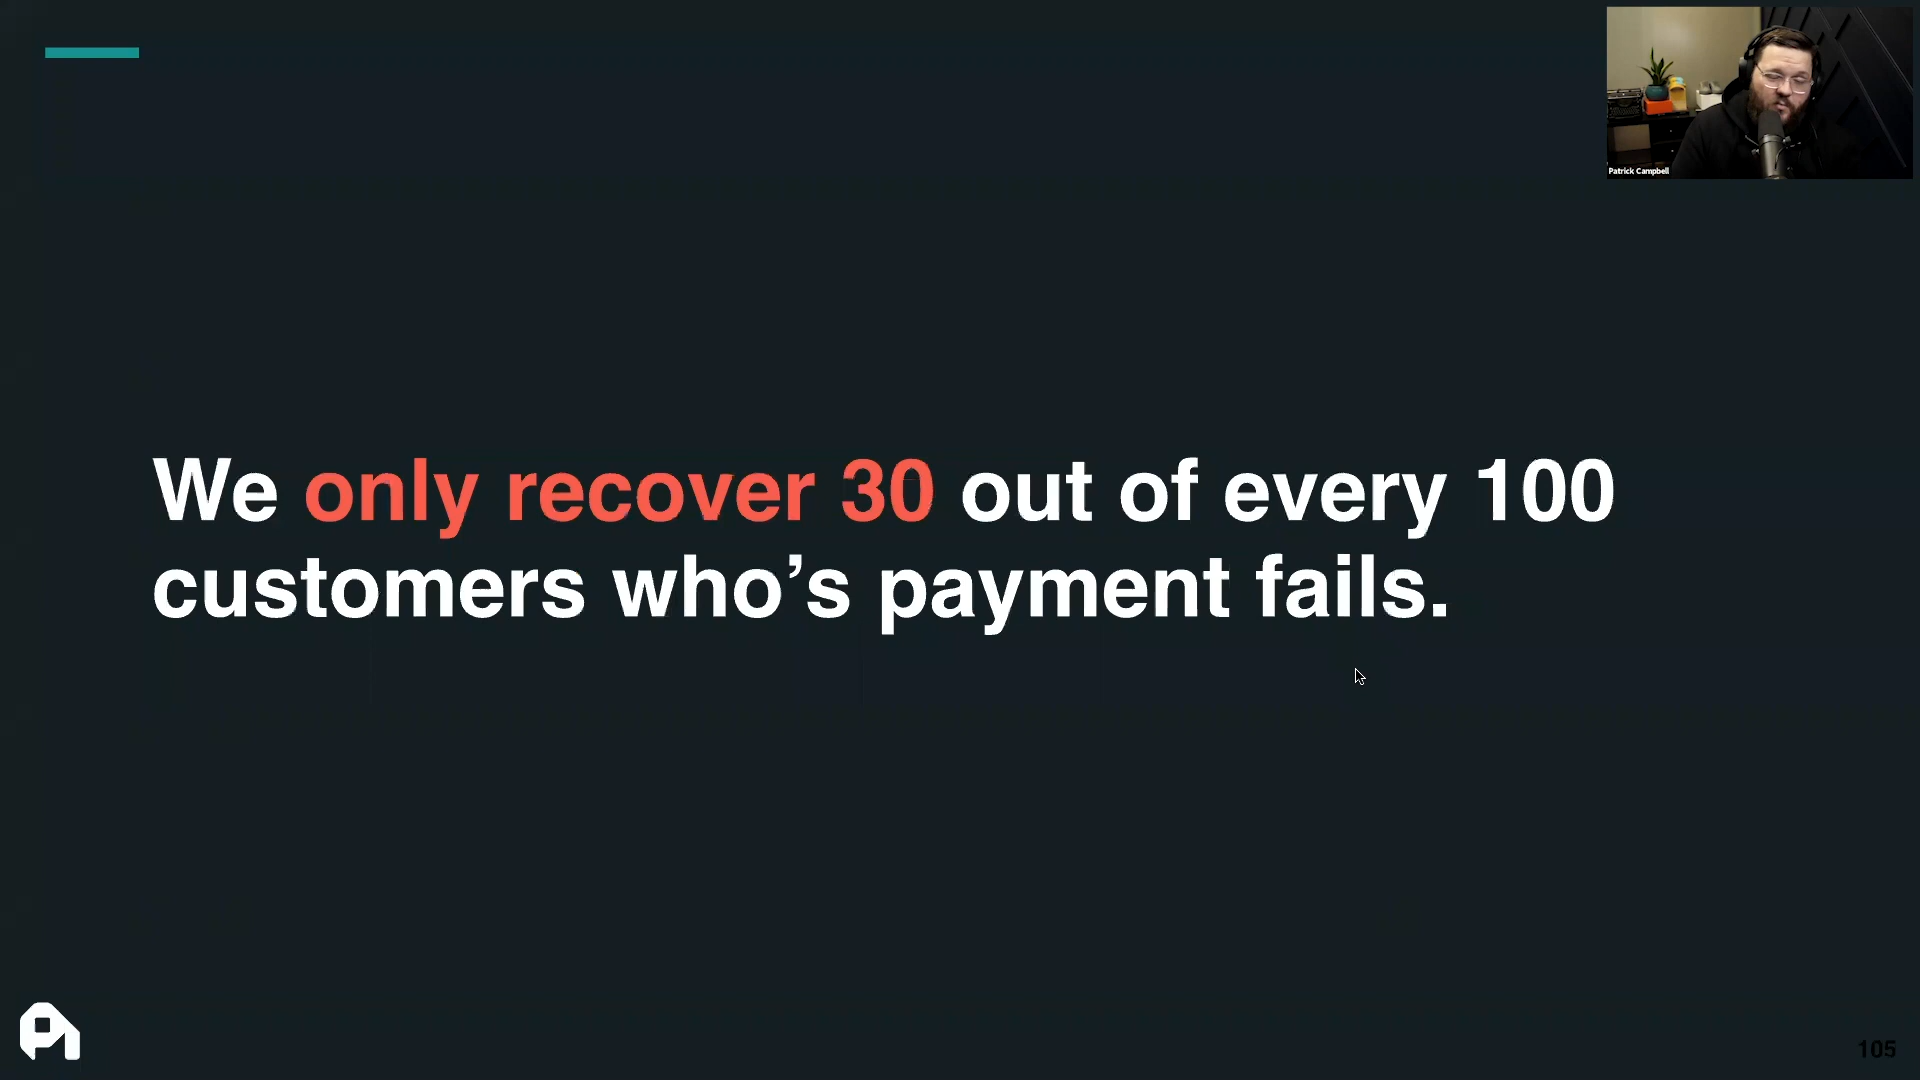 Patrick Campbell
We only recover 30 out of every 100
customers who’s payment fails.
105